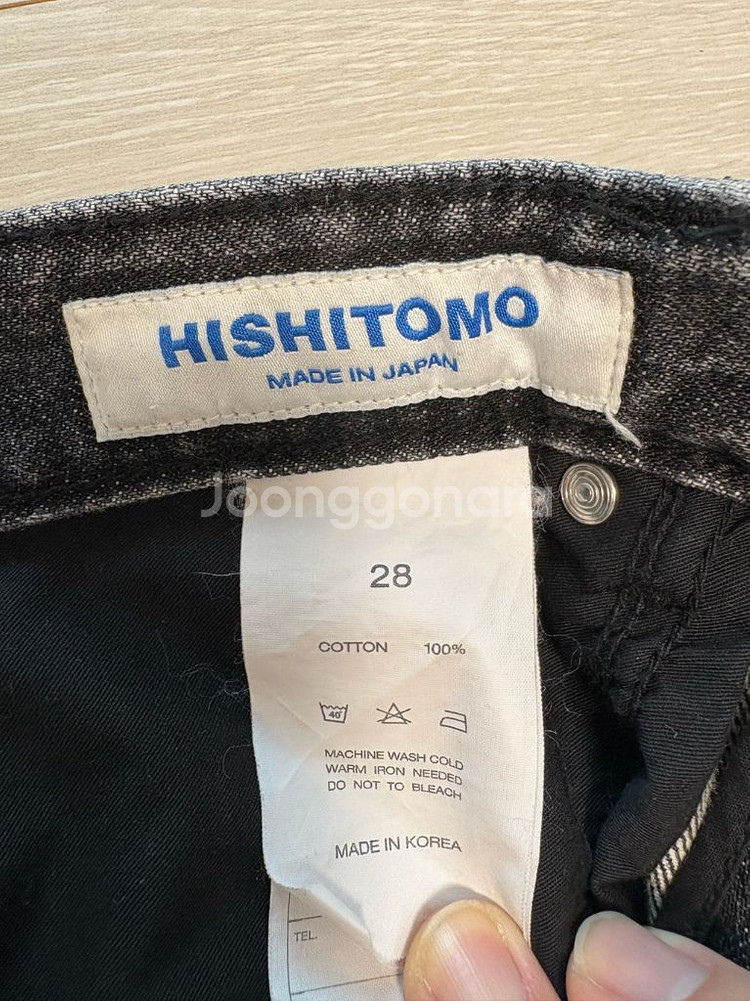 HISHITOMO
MADE IN JAPAN
Joonggonara
28
COTTON 100%
40°
MACHINE WASH COLD
WARM IRON NEEDED
DO NOT TO BLEACH
MADE IN KOREA
TEL.